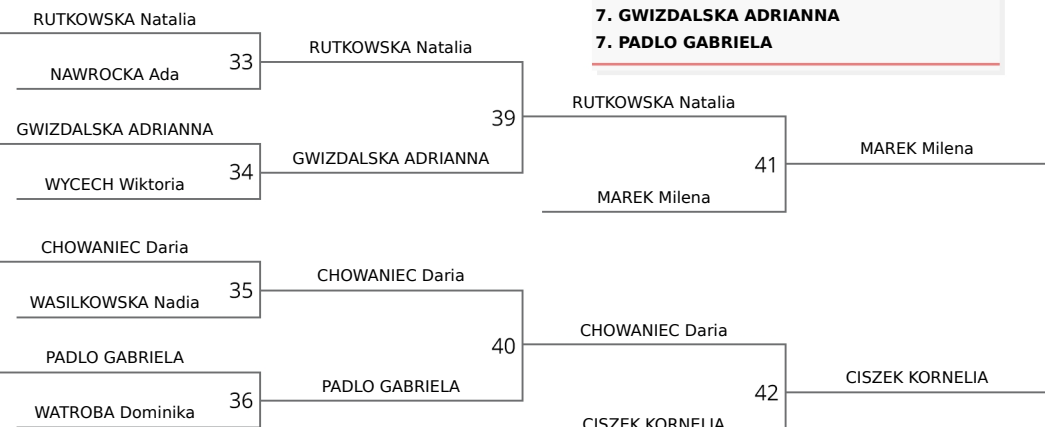 7. GWIZDALSKA ADRIANNA
7. PADLO GABRIELA
RUTKOWSKA Natalia
33
NAWROCKA Ada
RUTKOWSKA Natalia
39
GWIZDALSKA ADRIANNA
34
WYCECH Wiktoria
GWIZDALSKA ADRIANNA
RUTKOWSKA Natalia
41
MAREK Milena
MAREK Milena
CHOWANIEC Daria
35
WASILKOWSKA Nadia
CHOWANIEC Daria
40
PADLO GABRIELA
36
WATROBA Dominika
PADLO GABRIELA
CHOWANIEC Daria
42
CISZEK KORNELIA
CISZEK KORNELIA